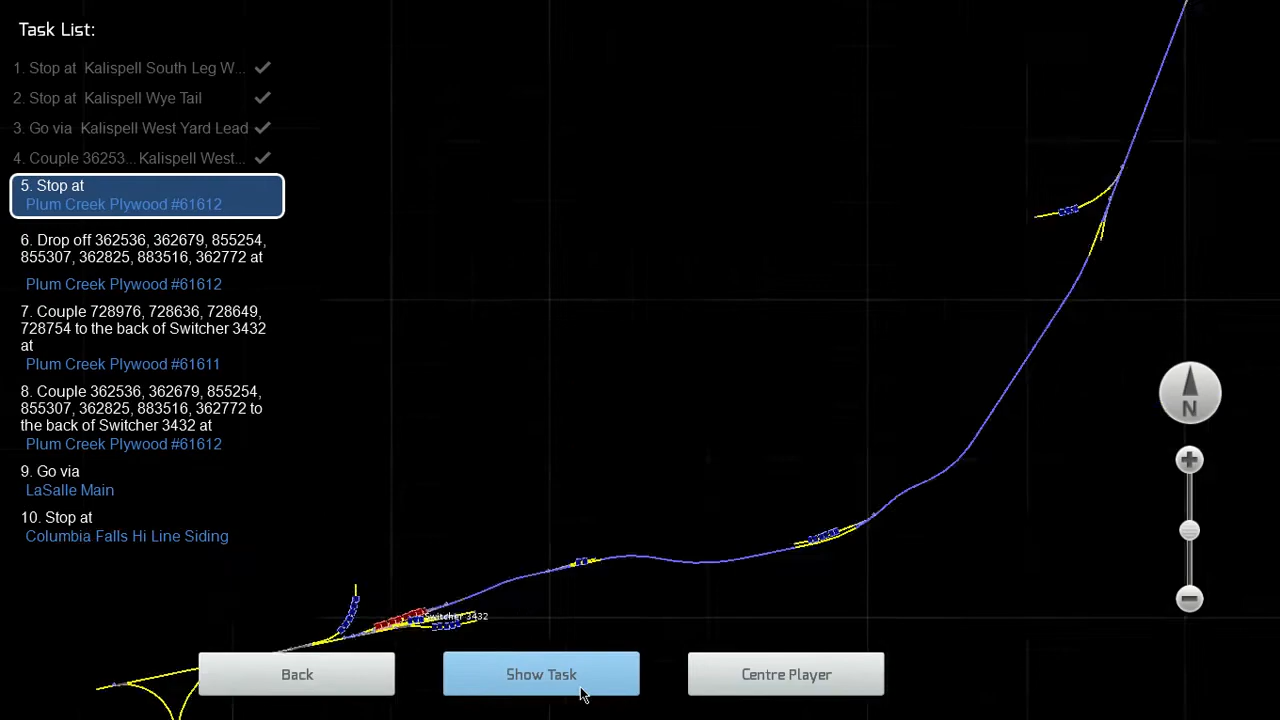 Task List:
1. Stop at  Kalispell South Leg W...
2. Stop at  Kalispell Wye Tail
3. Go via  Kalispell West Yard Lead
4. Couple 36253... Kalispell West...
5. Stop at
Plum Creek Plywood #61612
6. Drop off 362536, 362679, 855254,
855307, 362825, 883516, 362772 at
Plum Creek Plywood #61612
7. Couple 728976, 728636, 728649,
728754 to the back of Switcher 3432
at
Plum Creek Plywood #61611
8. Couple 362536, 362679, 855254,
855307, 362825, 883516, 362772 to
the back of Switcher 3432 at
Plum Creek Plywood #61612
9. Go via
LaSalle Main
10. Stop at
Columbia Falls Hi Line Siding
N
Switcher 3432
Back
Show Task
Centre Player